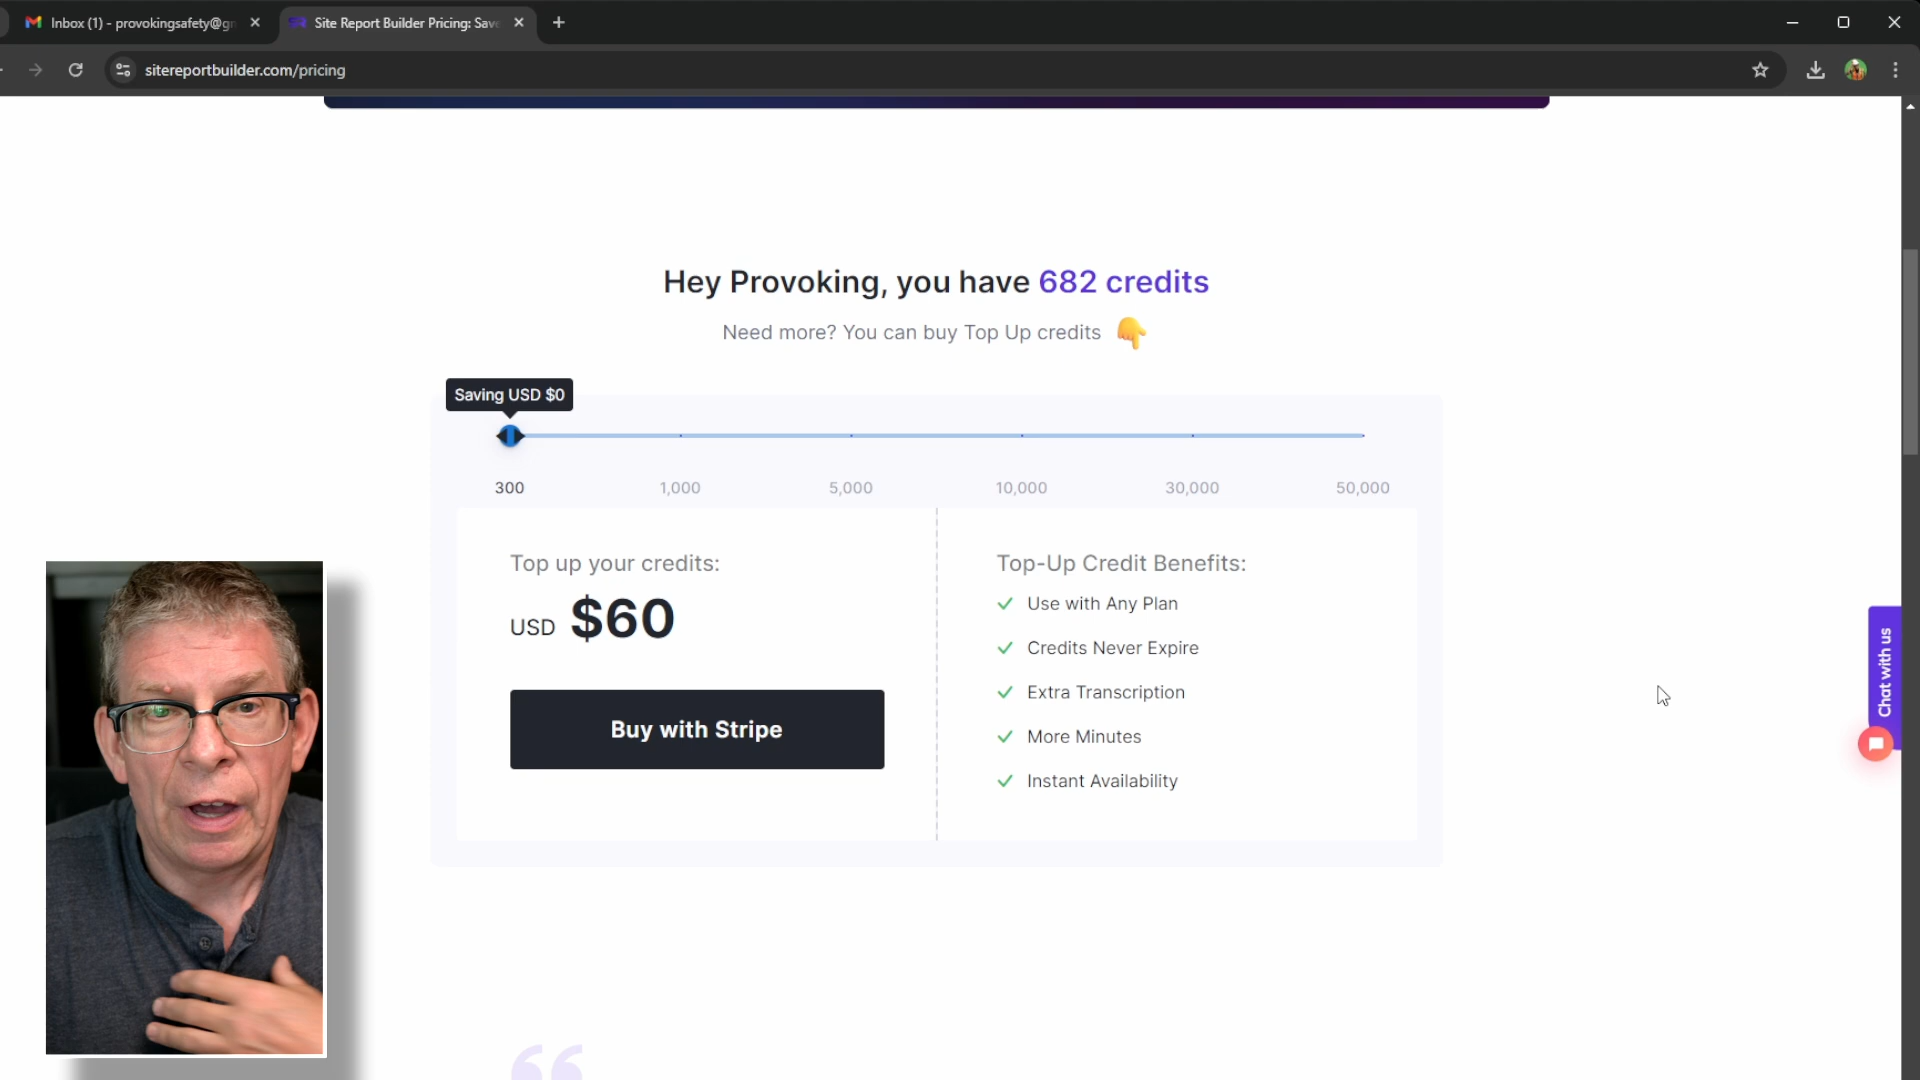 Inbox (1) - provokingsafety@g
Site Report Builder Pricing: Sav
sitereportbuilder.com/pricing
Hey Provoking, you have 682 credits
Need more? You can buy Top Up credits
Saving USD $0
300
1,000
5,000
10,000
30,000
50,000
Top up your credits:
USD $60
Buy with Stripe
Top-Up Credit Benefits:
Use with Any Plan
Credits Never Expire
Extra Transcription
More Minutes
Instant Availability
Chat with us